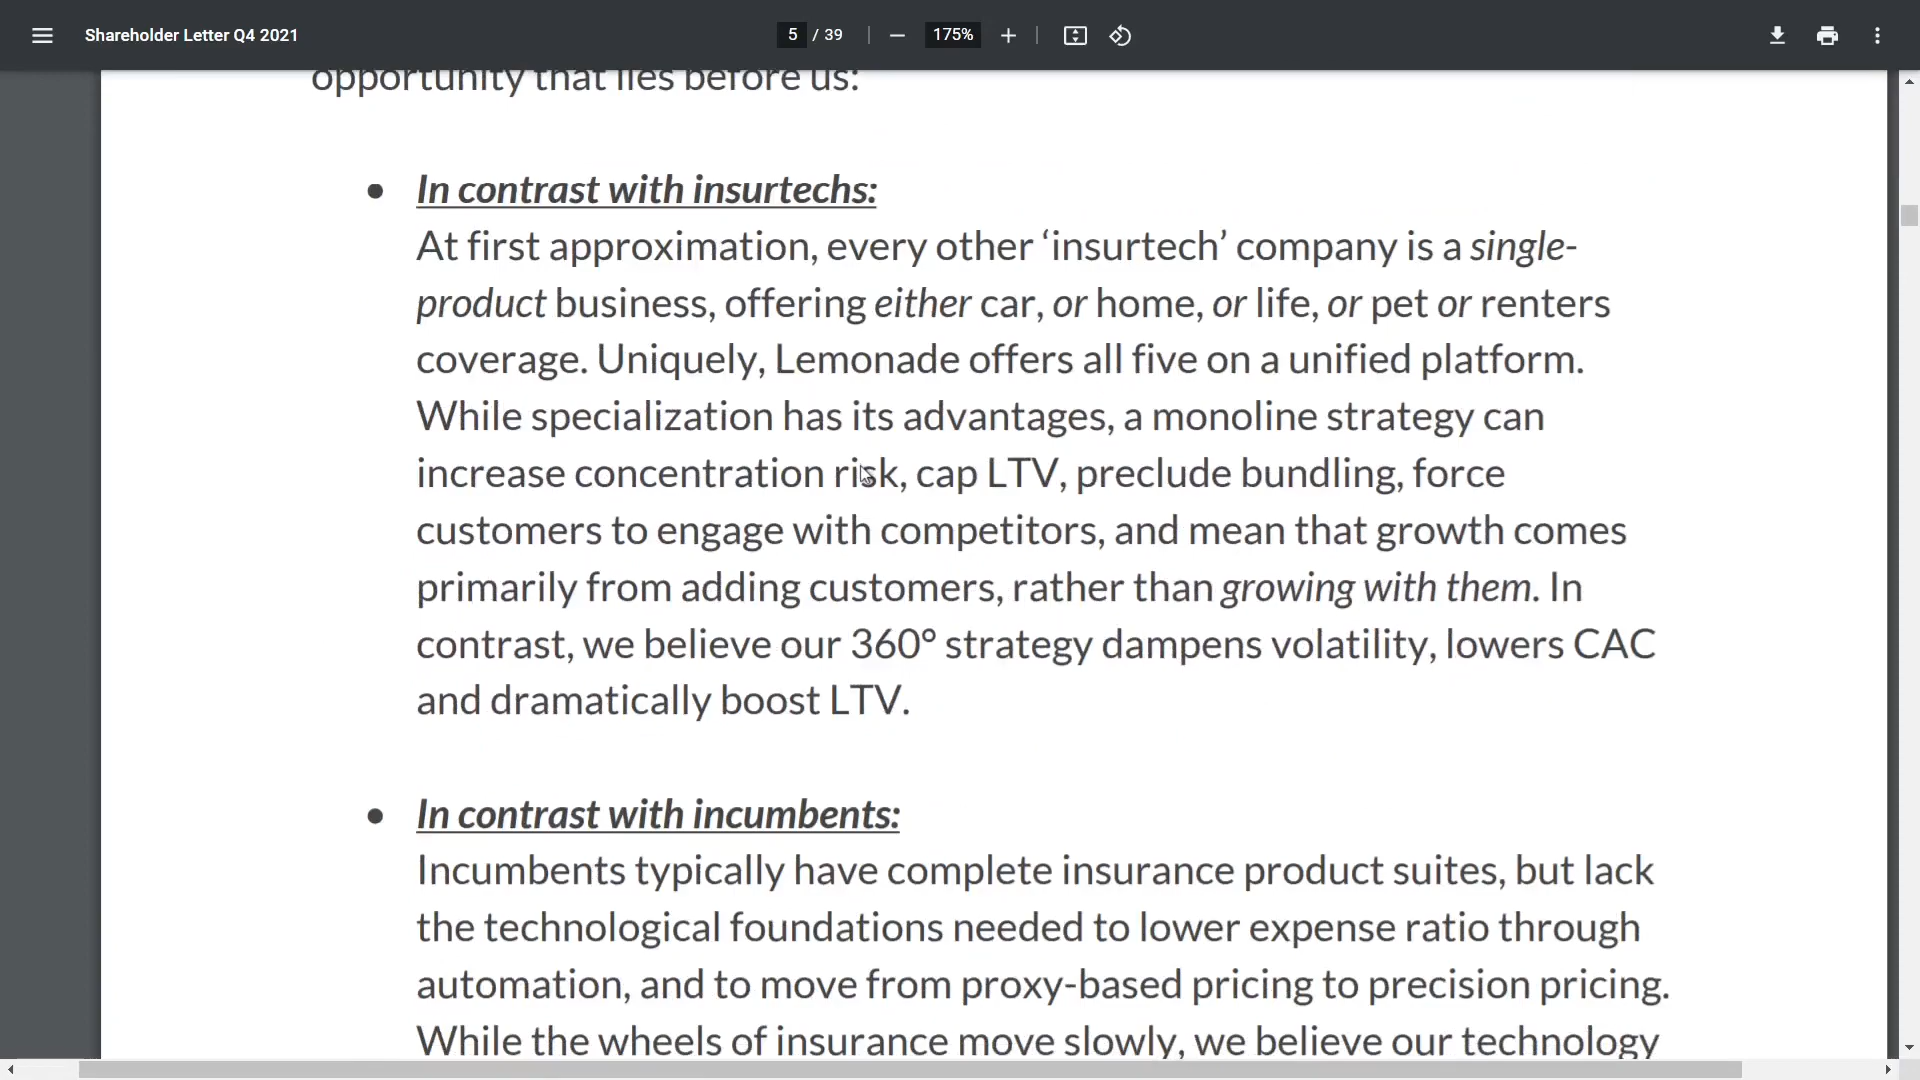 Shareholder Letter Q4 2021
5 / 39
175%
opportunity that lies before us:
● In contrast with insurtechs:
At first approximation, every other ‘insurtech’ company is a single-
product business, offering either car, or home, or life, or pet or renters
coverage. Uniquely, Lemonade offers all five on a unified platform.
While specialization has its advantages, a monoline strategy can
increase concentration risk, cap LTV, preclude bundling, force
customers to engage with competitors, and mean that growth comes
primarily from adding customers, rather than growing with them. In
contrast, we believe our 360° strategy dampens volatility, lowers CAC
and dramatically boost LTV.
● In contrast with incumbents:
Incumbents typically have complete insurance product suites, but lack
the technological foundations needed to lower expense ratio through
automation, and to move from proxy-based pricing to precision pricing.
While the wheels of insurance move slowly, we believe our technology